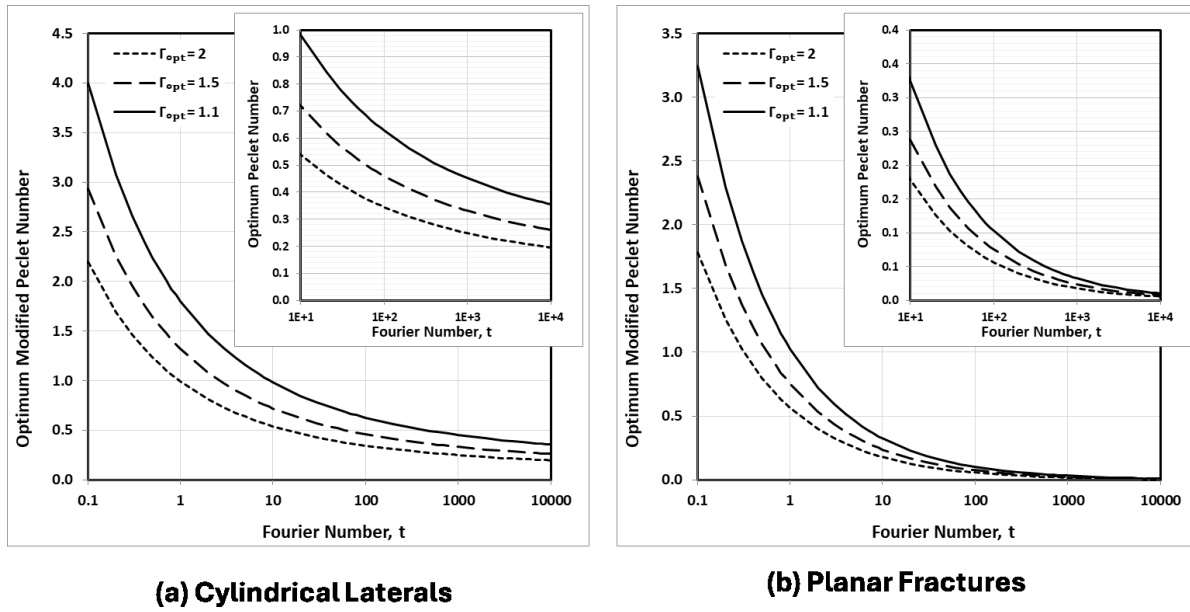 4.5
4.0
3.5
3.0
2.5
2.0
1.5
1.0
0.5
0.0
Optimum Modified Peclet Number
Γopt = 2
Γopt = 1.5
Γopt = 1.1
0.1
1
10
100
1000
10000
Fourier Number, t
1.0
0.9
0.8
0.7
0.6
0.5
0.4
0.3
0.2
0.1
0.0
Optimum Peclet Number
1E+1
1E+2
1E+3
1E+4
Fourier Number, t
(a) Cylindrical Laterals
3.5
3.0
2.5
2.0
1.5
1.0
0.5
0.0
Optimum Modified Peclet Number
Γopt = 2
Γopt = 1.5
Γopt = 1.1
0.1
1
10
100
1000
10000
Fourier Number, t
0.4
0.4
0.3
0.3
0.2
0.2
0.1
0.1
0.0
Optimum Peclet Number
1E+1
1E+2
1E+3
1E+4
Fourier Number, t
(b) Planar Fractures